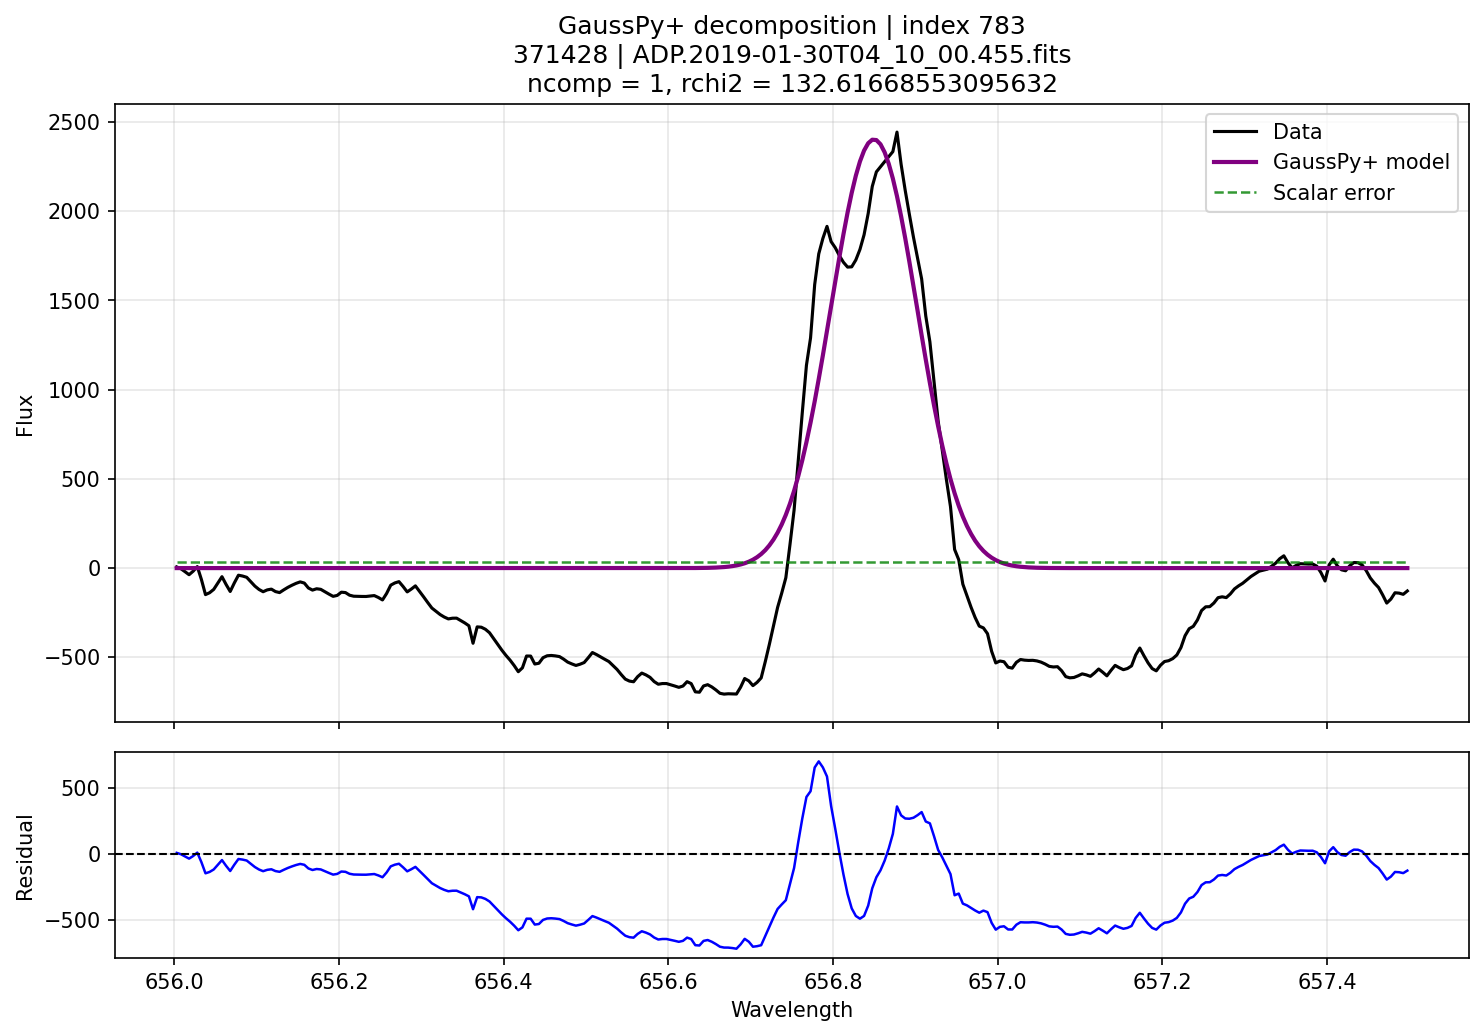 GaussPy+ decomposition | index 783
371428 | ADP.2019-01-30T04_10_00.455.fits
ncomp = 1, rchi2 = 132.61668553095632
Data
GaussPy+ model
Scalar error
Flux
2500
2000
1500
1000
500
0
−500
Residual
500
0
−500
656.0
656.2
656.4
656.6
656.8
657.0
657.2
657.4
Wavelength